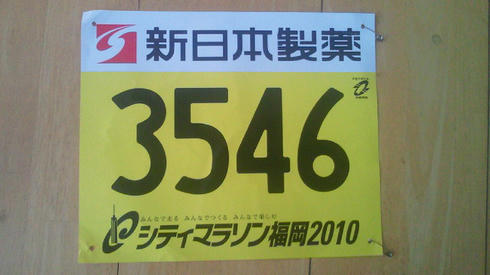 新日本製薬
3546
みんなで走る みんなでつくる みんなで楽しむ
シティマラソン福岡2010